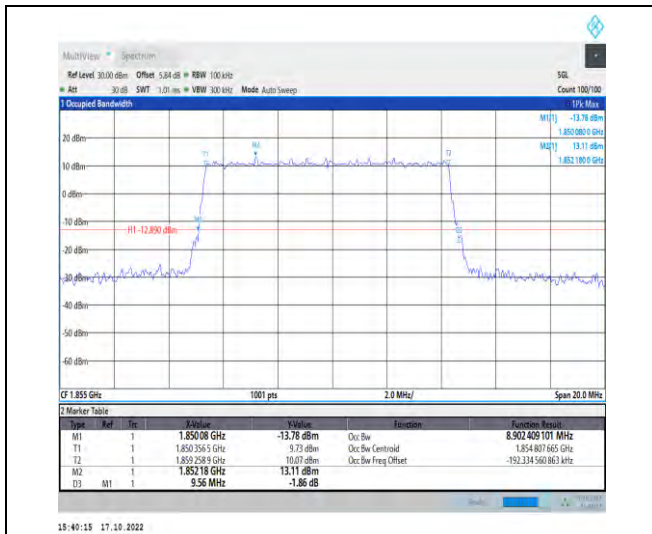 MultiView Spectrum
Ref Level 30.00 dBm Offset 5.84 dB RBW 100 kHz SGL
Att 30 dB SWT 1.01 ms VBW 300 kHz Mode Auto Sweep Count 100/100
1 Occupied Bandwidth 1Pk Max
M1[1] -13.78 dBm
1.850 080 0 GHz
M2[1] 13.11 dBm
1.852 180 0 GHz
20 dBm
M2
T1 T2
10 dBm
0 dBm
-10 dBm
M1
H1 -12.890 dBm
D3
-20 dBm
-30 dBm
-40 dBm
-50 dBm
-60 dBm
CF 1.855 GHz 1001 pts 2.0 MHz/ Span 20.0 MHz
2 Marker Table
Type Ref Trc X-Value Y-Value Function Function Result
M1 1 1.85008 GHz -13.78 dBm Occ Bw 8.902 409 101 MHz
T1 1 1.850 356 5 GHz 9.73 dBm Occ Bw Centroid 1.854 807 665 GHz
T2 1 1.859 258 9 GHz 10.07 dBm Occ Bw Freq Offset -192.334 560 863 kHz
M2 1 1.85218 GHz 13.11 dBm
D3 M1 1 9.56 MHz -1.86 dB
15:40:15 17.10.2022